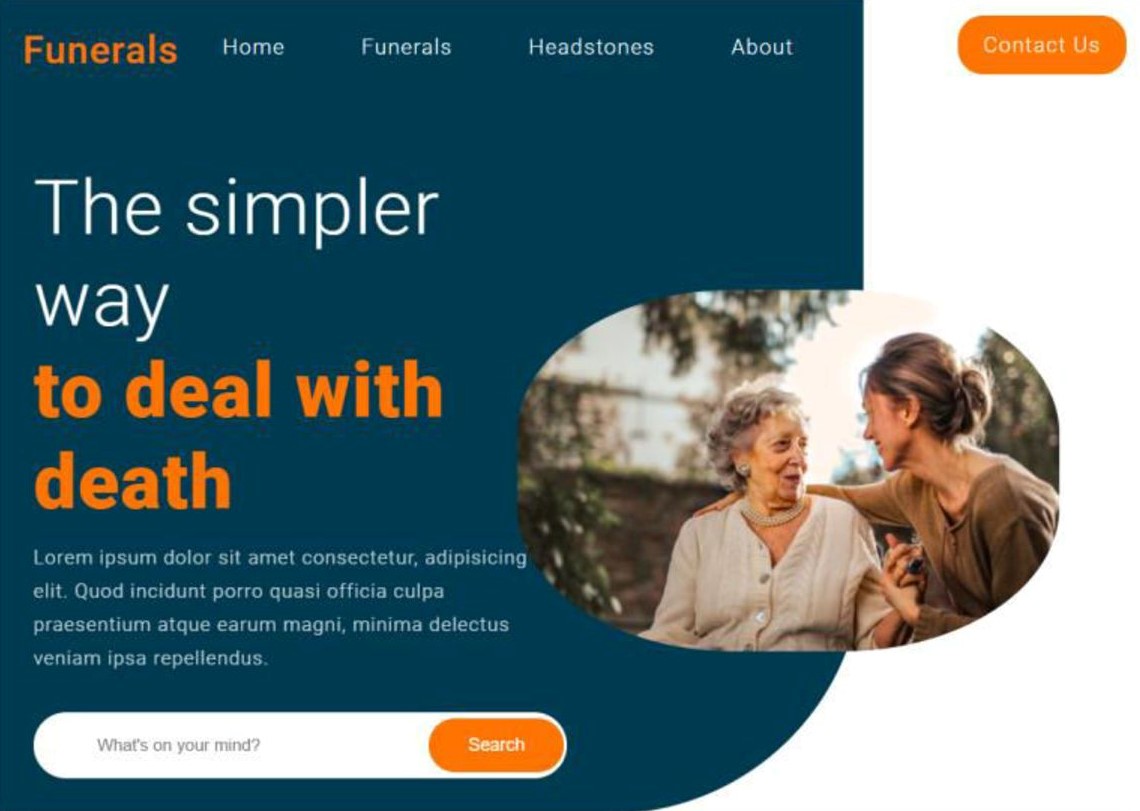 Funerals
Home
Funerals
Headstones
About
Contact Us
The simpler
way
to deal with
death
Lorem ipsum dolor sit amet consectetur, adipisicing
elit. Quod incidunt porro quasi officia culpa
praesentium atque earum magni, minima delectus
veniam ipsa repellendus.
What's on your mind?
Search